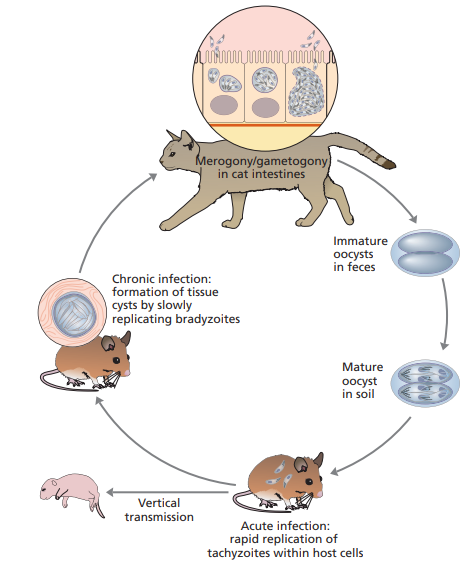 Merogony/gametogony
in cat intestines
Immature
oocysts
in feces
Chronic infection:
formation of tissue
cysts by slowly
replicating bradyzoites
Mature
oocyst
in soil
Vertical
transmission
Acute infection:
rapid replication of
tachyzoites within host cells